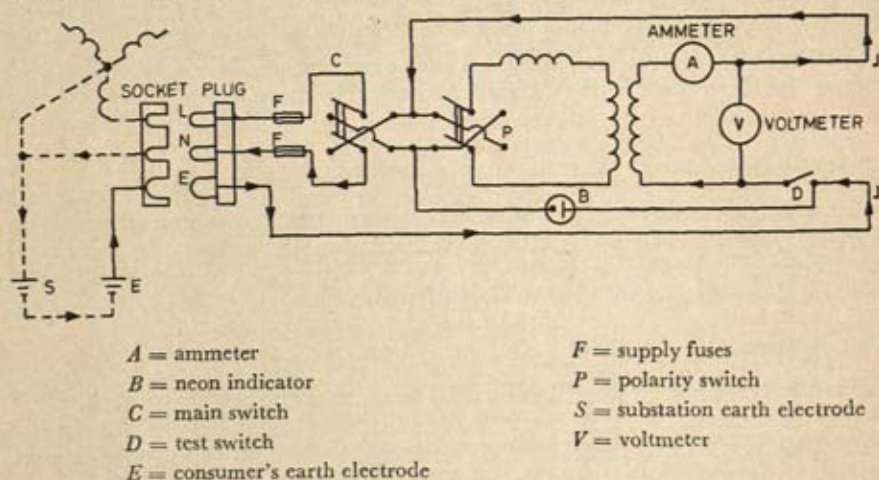 AMMETER
SOCKET PLUG
C
A
F
L
N
E
F
P
V
VOLTMETER
B
D
S
E
A = ammeter
B = neon indicator
C = main switch
D = test switch
E = consumer's earth electrode
F = supply fuses
P = polarity switch
S = substation earth electrode
V = voltmeter